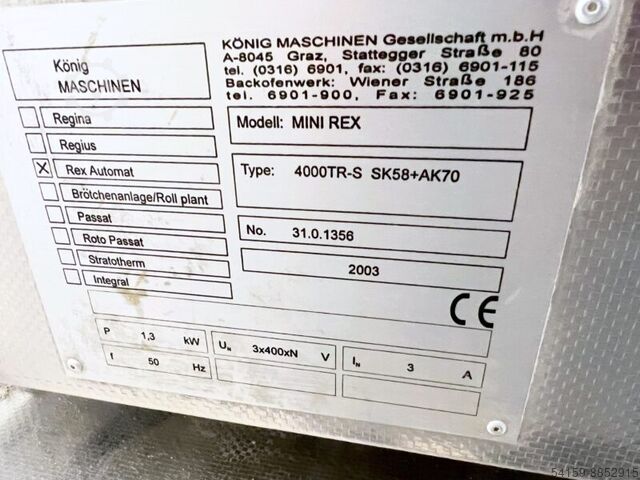 König
MASCHINEN
KÖNIG MASCHINEN Gesellschaft m.b.H
A-8045 Graz, Stattegger Straße 80
tel. (0316) 6901, fax: (0316) 6901-115
Backofenwerk: Wiener Straße 186
tel. 6901-900, Fax: 6901-925
Regina
Regius
X Rex Automat
Brötchenanlage/Roll plant
Passat
Roto Passat
Stratotherm
Integral
Modell: MINI REX
Type: 4000TR-S SK58+AK70
No. 31.0.1356
2003
CE
P 1,3 kW
f 50 Hz
UN 3x400xN V
IN 3 A
54159-8852915